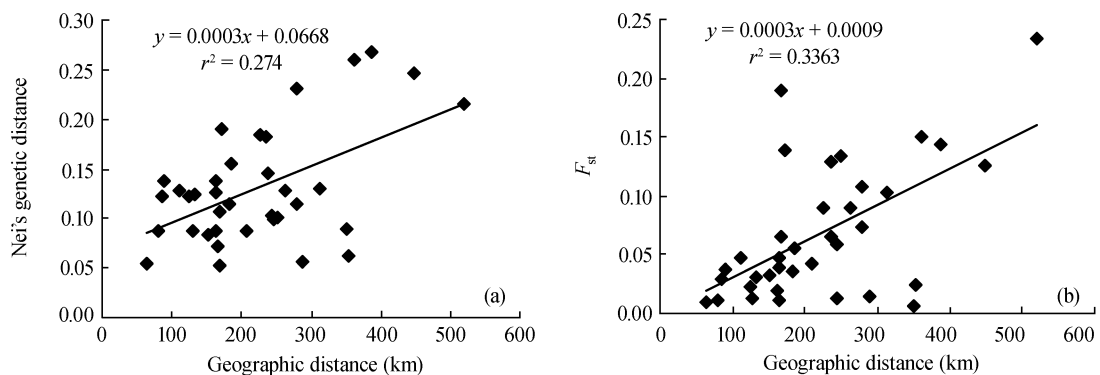 0.30
0.25
0.20
0.15
0.10
0.05
0.00
Nei's genetic distance
y = 0.0003x + 0.0668
r² = 0.274
(a)
0 100 200 300 400 500 600
Geographic distance (km)
0.25
0.20
0.15
0.10
0.05
0.00
Fst
y = 0.0003x + 0.0009
r² = 0.3363
(b)
0 100 200 300 400 500 600
Geographic distance (km)